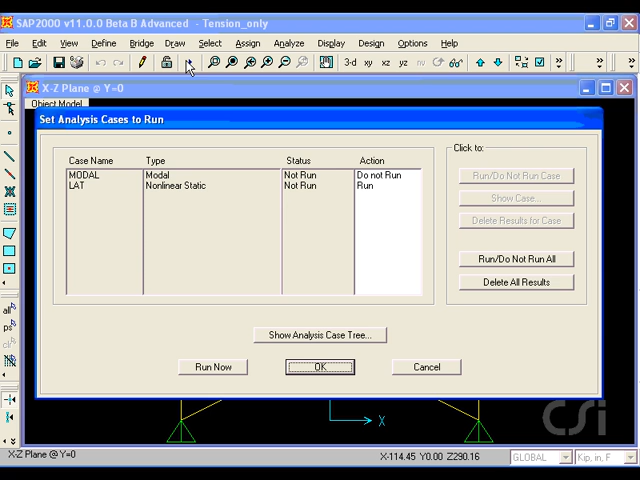 SAP2000 v11.0.0 Beta B Advanced - Tension_only
File Edit View Define Bridge Draw Select Assign Analyze Display Design Options Help
3-d xy xz yz nv
X-Z Plane @ Y=0
Object Model
Set Analysis Cases to Run
Click to:
Case Name Type Status Action
MODAL Modal Not Run Do not Run
LAT Nonlinear Static Not Run Run
Run/Do Not Run Case
Show Case...
Delete Results for Case
Run/Do Not Run All
Delete All Results
Show Analysis Case Tree...
Run Now OK Cancel
all
ps
clr
X
CSi
X-Z Plane @ Y=0 X-114.45 Y0.00 Z290.16 GLOBAL Kip, in, F